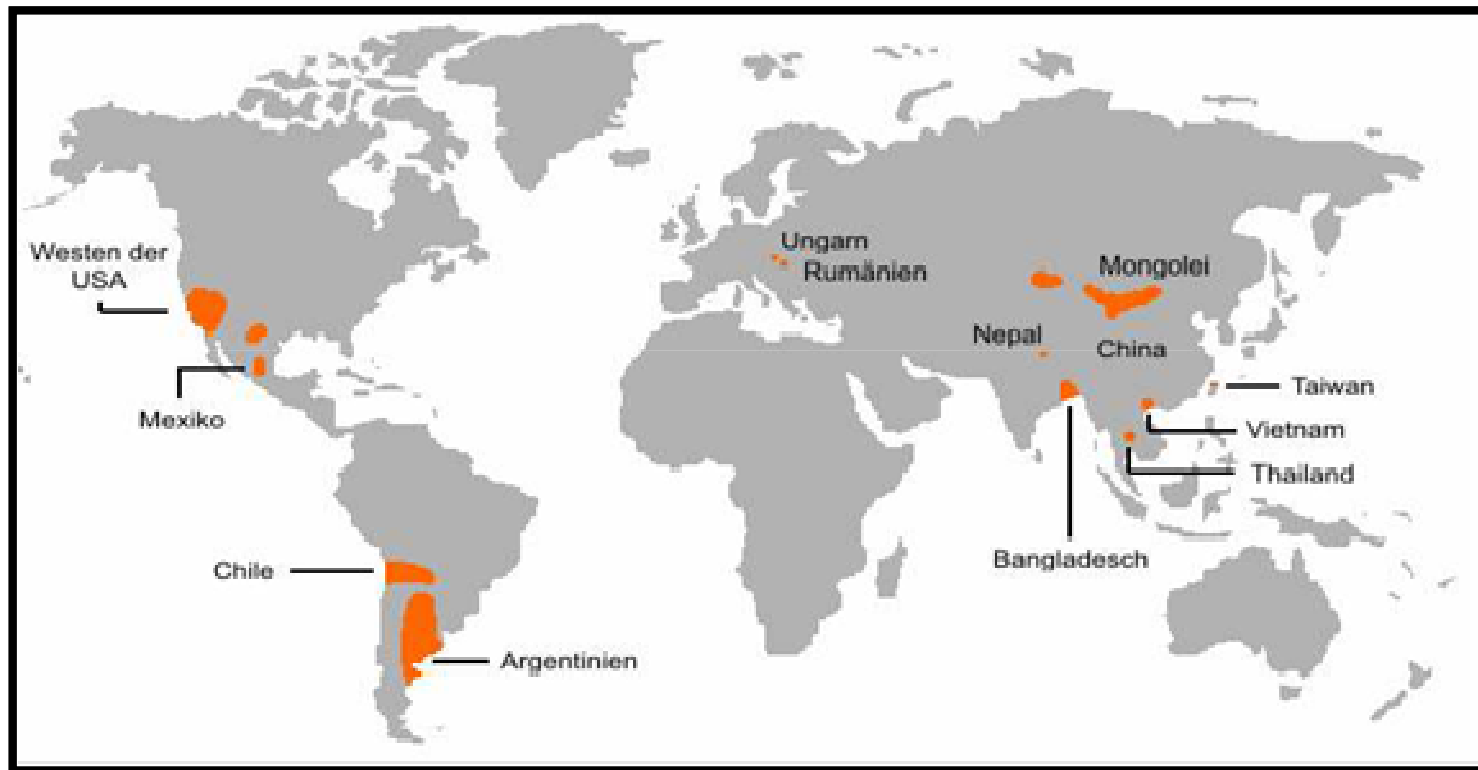 Westen der
USA
Mexiko
Chile
Argentinien
Ungarn
Rumänien
Mongolei
Nepal
China
Taiwan
Vietnam
Thailand
Bangladesch